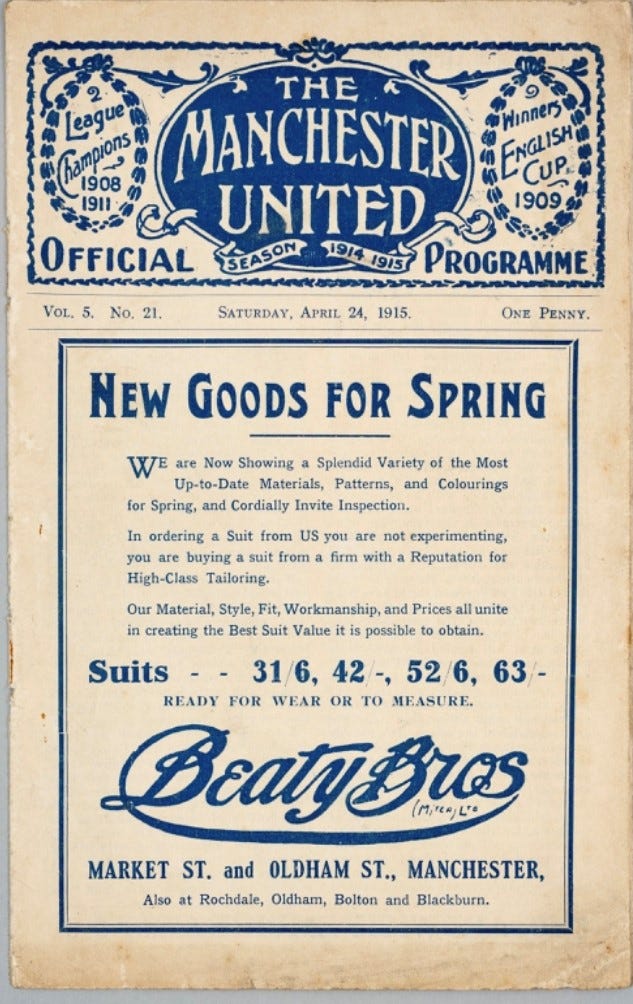 THE
MANCHESTER
UNITED
2
League
Champions
1908
1911
Winners
ENGLISH
CUP
1909
OFFICIAL
SEASON 1914 1915
PROGRAMME
VOL. 5. No. 21. SATURDAY, APRIL 24, 1915. ONE PENNY.
NEW GOODS FOR SPRING
WE are Now Showing a Splendid Variety of the Most
Up-to-Date Materials, Patterns, and Colourings
for Spring, and Cordially Invite Inspection.
In ordering a Suit from US you are not experimenting,
you are buying a suit from a firm with a Reputation for
High-Class Tailoring.
Our Material, Style, Fit, Workmanship, and Prices all unite
in creating the Best Suit Value it is possible to obtain.
Suits - - 31/6, 42/-, 52/6, 63/-
READY FOR WEAR OR TO MEASURE.
Beaty Bros
(M/CR) LTD
MARKET ST. and OLDHAM ST., MANCHESTER,
Also at Rochdale, Oldham, Bolton and Blackburn.